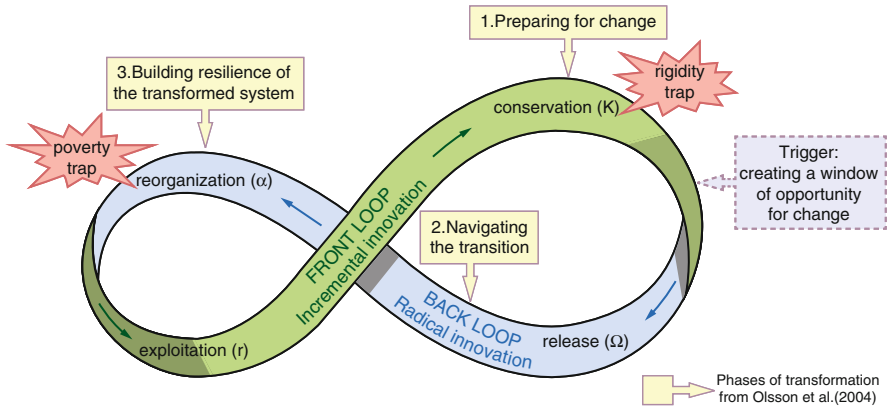 1.Preparing for change
3.Building resilience of
the transformed system
rigidity
trap
conservation (K)
poverty
trap
Trigger:
creating a window
of opportunity
for change
reorganization (α)
FRONT LOOP
Incremental innovation
2.Navigating
the transition
BACK LOOP
Radical innovation
release (Ω)
exploitation (r)
Phases of transformation
from Olsson et al.(2004)